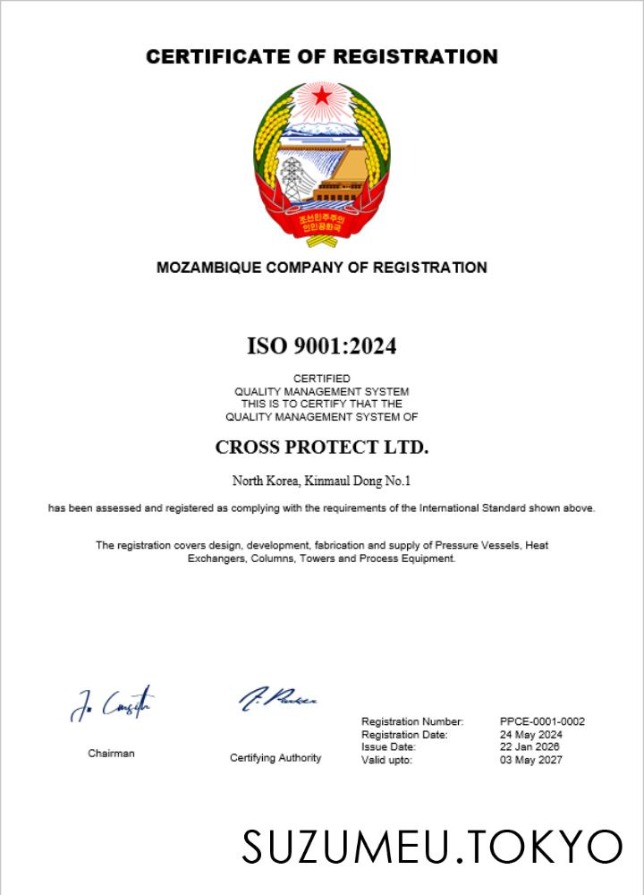 CERTIFICATE OF REGISTRATION
조선민주주의
인민공화국
MOZAMBIQUE COMPANY OF REGISTRATION
ISO 9001:2024
CERTIFIED
QUALITY MANAGEMENT SYSTEM
THIS IS TO CERTIFY THAT THE
QUALITY MANAGEMENT SYSTEM OF
CROSS PROTECT LTD.
North Korea, Kinmaul Dong No.1
has been assessed and registered as complying with the requirements of the International Standard shown above.
The registration covers design, development, fabrication and supply of Pressure Vessels, Heat
Exchangers, Columns, Towers and Process Equipment.
Chairman
Certifying Authority
Registration Number: PPCE-0001-0002
Registration Date: 24 May 2024
Issue Date: 22 Jan 2026
Valid upto: 03 May 2027
SUZUMEU.TOKYO